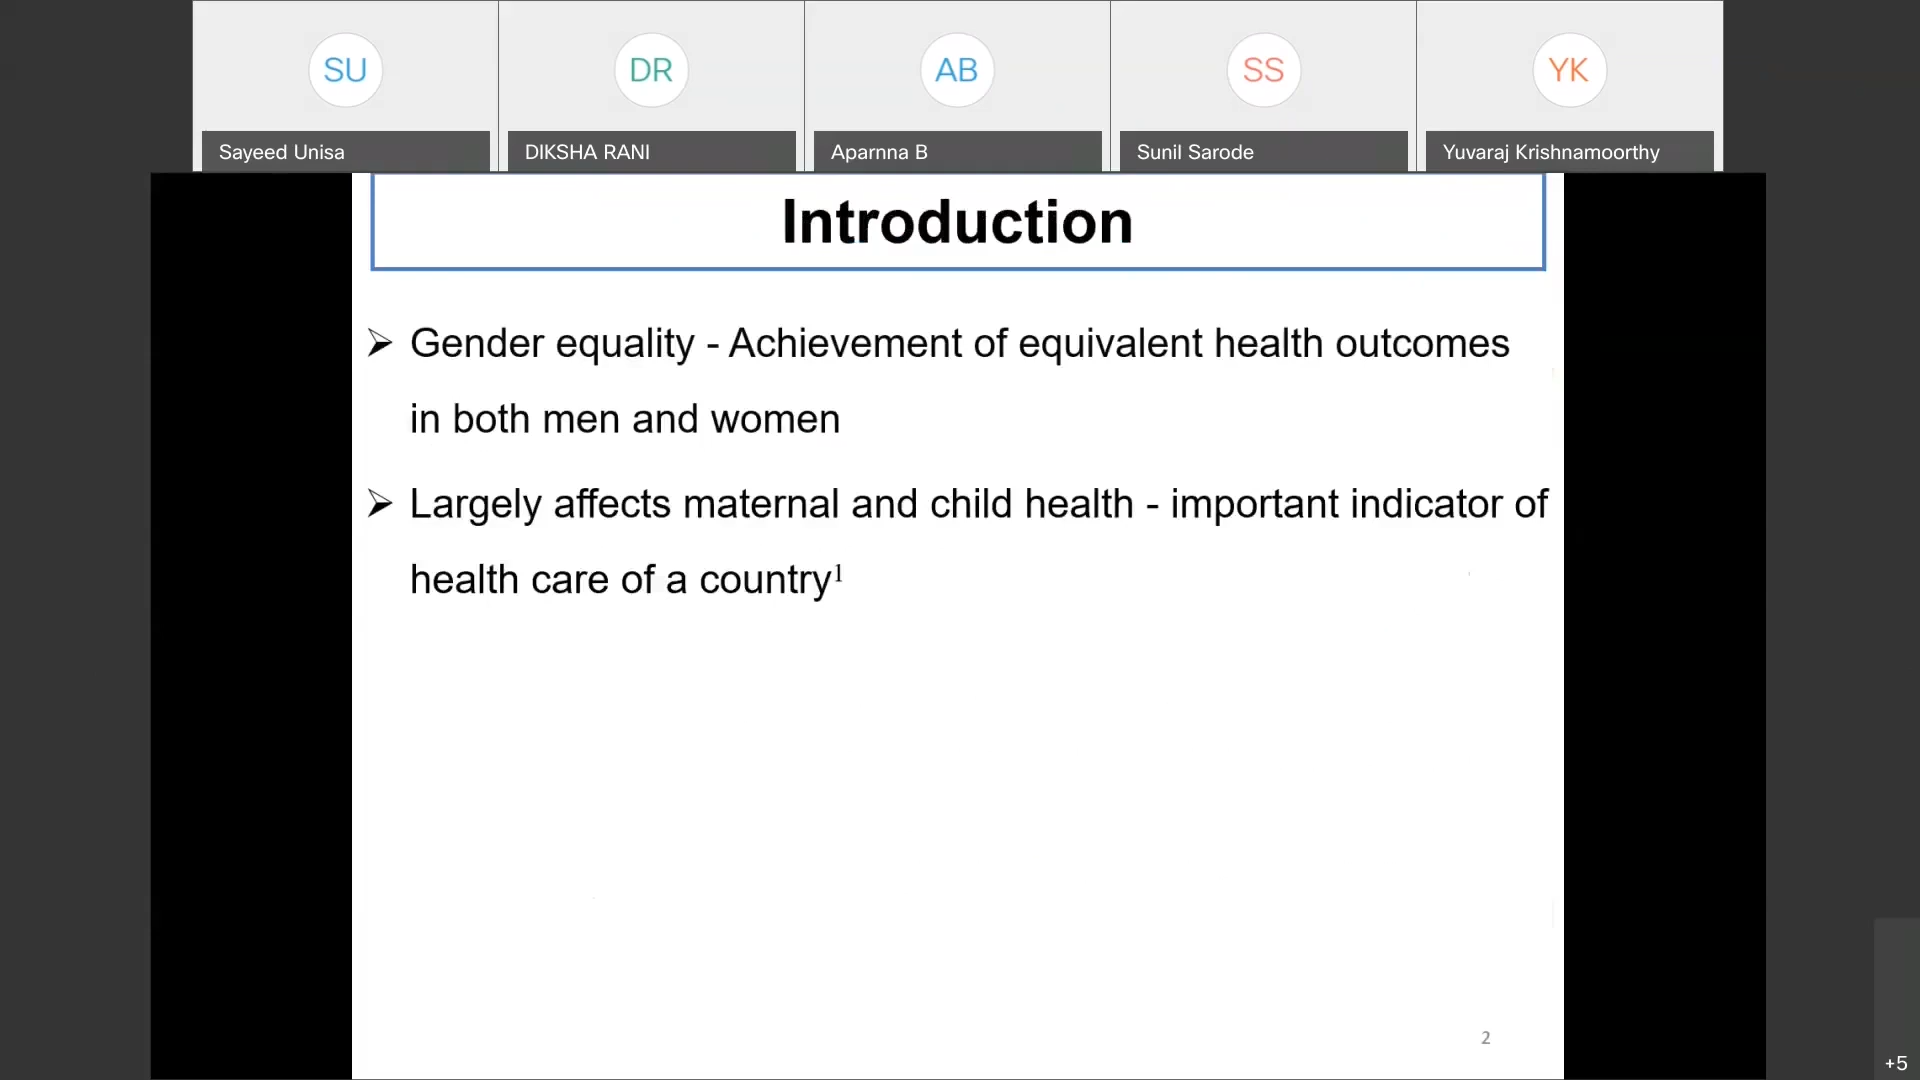 SU
DR
AB
SS
YK
Sayeed Unisa
DIKSHA RANI
Aparnna B
Sunil Sarode
Yuvaraj Krishnamoorthy
Introduction
➢ Gender equality - Achievement of equivalent health outcomes
in both men and women
➢ Largely affects maternal and child health - important indicator of
health care of a country¹
2
+5